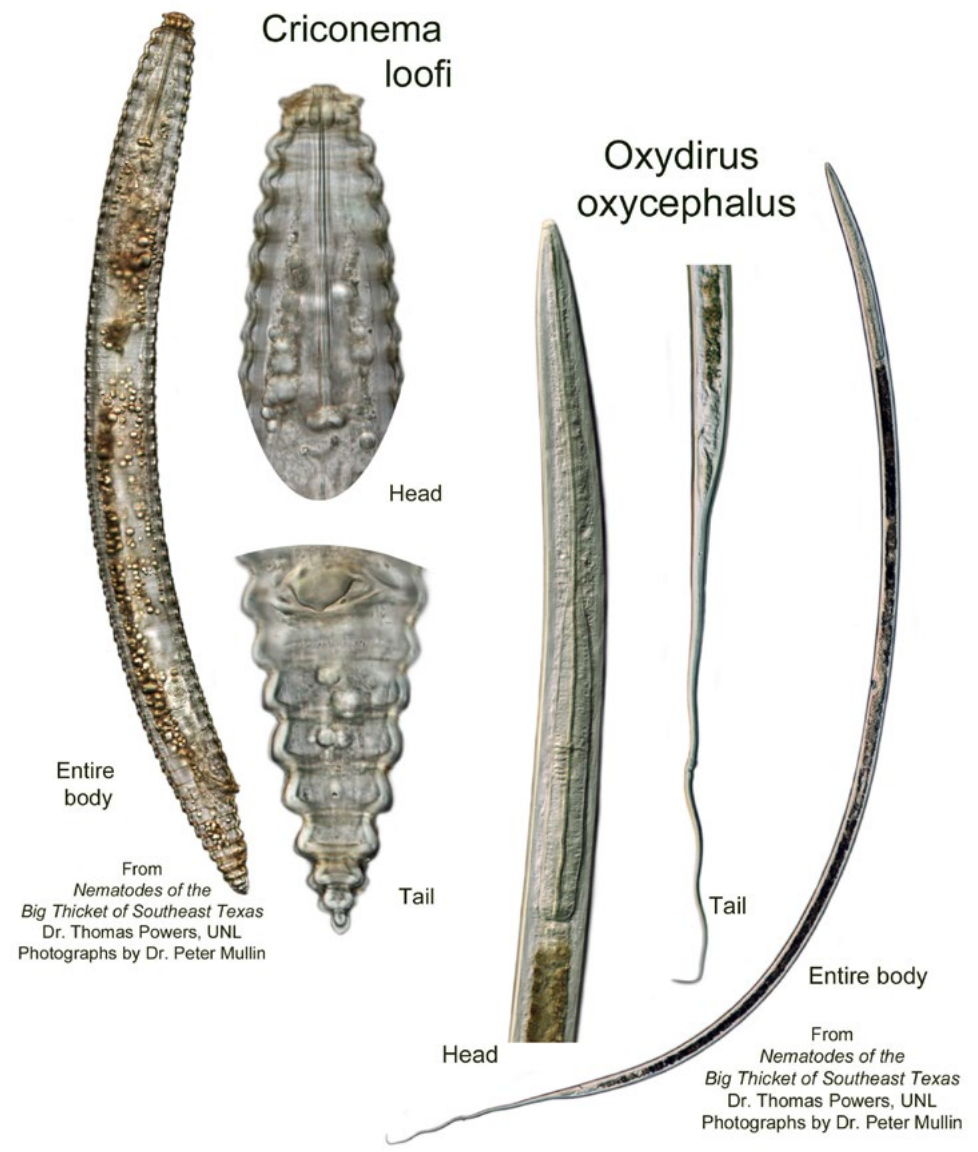 Criconema
loofi
Head
Entire
body
Tail
From
Nematodes of the
Big Thicket of Southeast Texas
Dr. Thomas Powers, UNL
Photographs by Dr. Peter Mullin
Oxydirus
oxycephalus
Tail
Head
Entire body
From
Nematodes of the
Big Thicket of Southeast Texas
Dr. Thomas Powers, UNL
Photographs by Dr. Peter Mullin